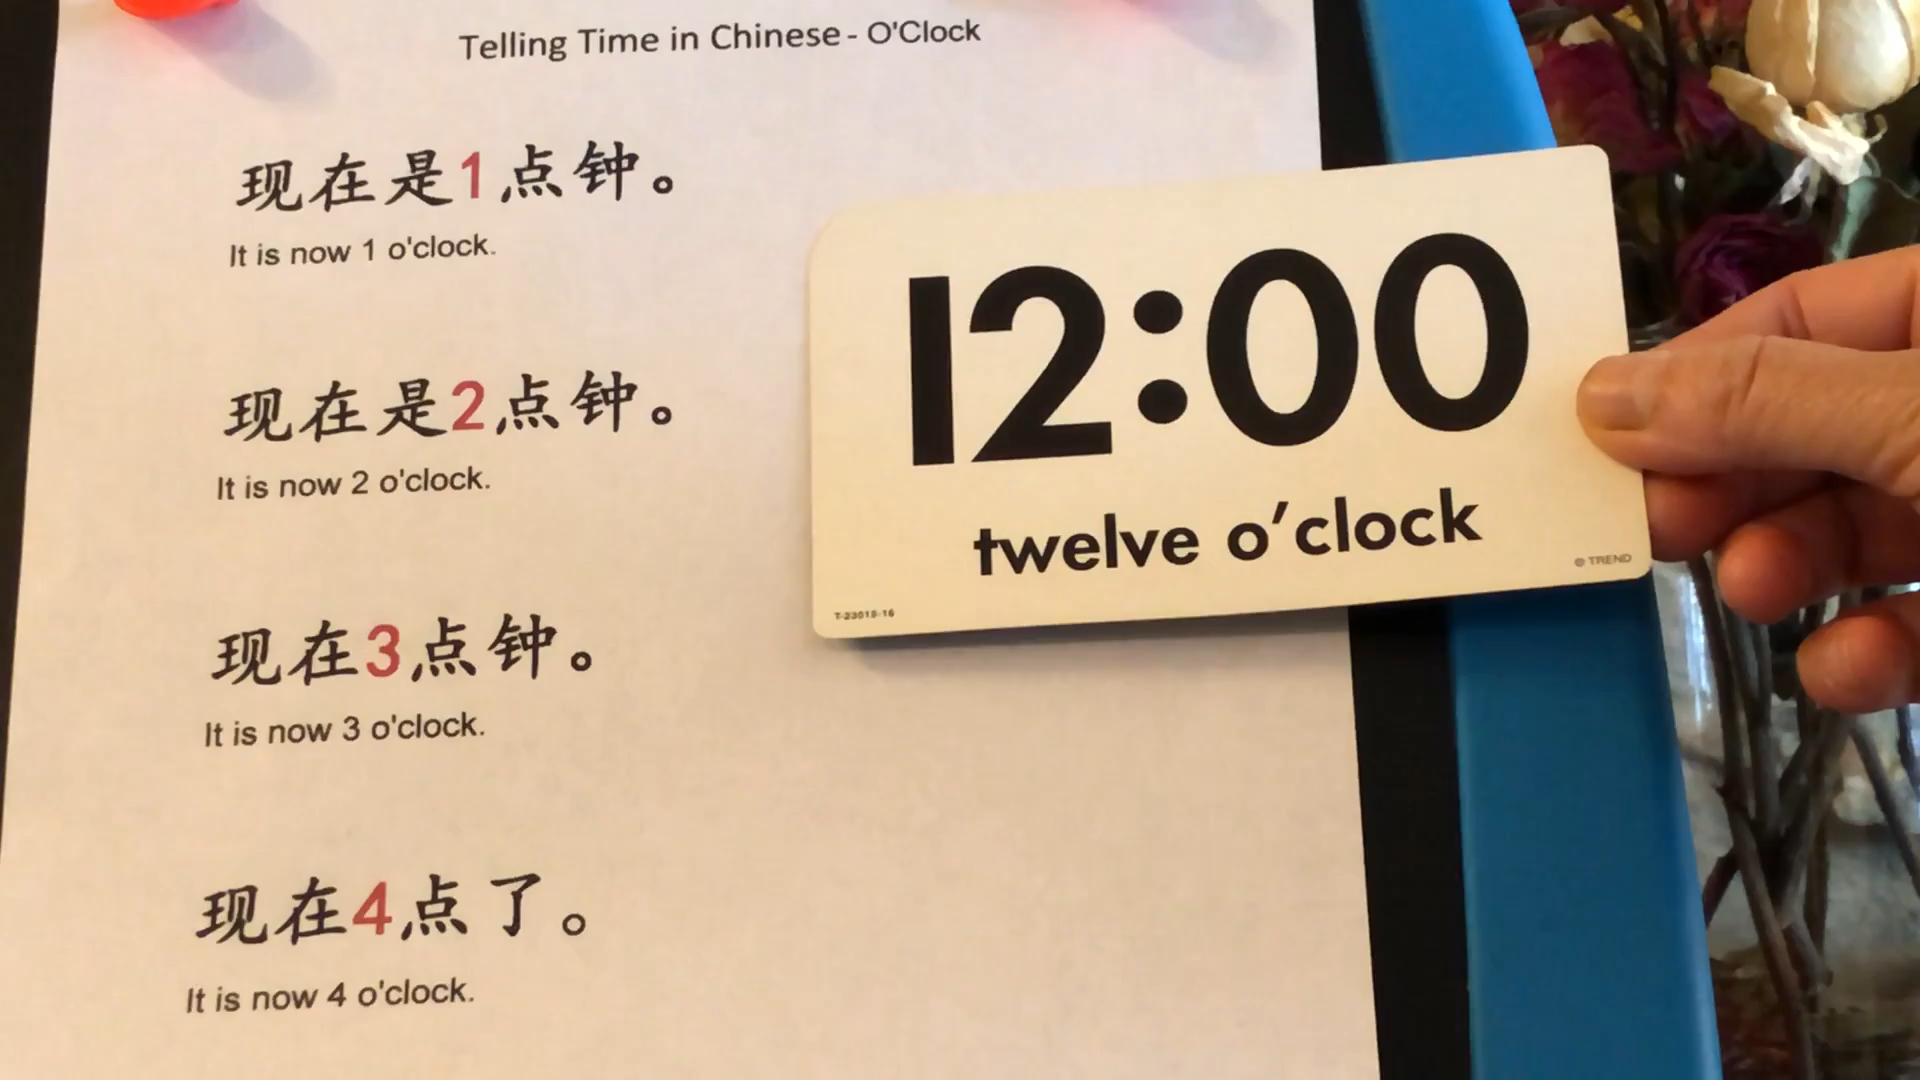 Telling Time in Chinese - O'Clock
现在是1点钟。
It is now 1 o'clock.
现在是2点钟。
It is now 2 o'clock.
现在3点钟。
It is now 3 o'clock.
现在4点了。
It is now 4 o'clock.
12:00
twelve o'clock
T-23015-16
© TREND